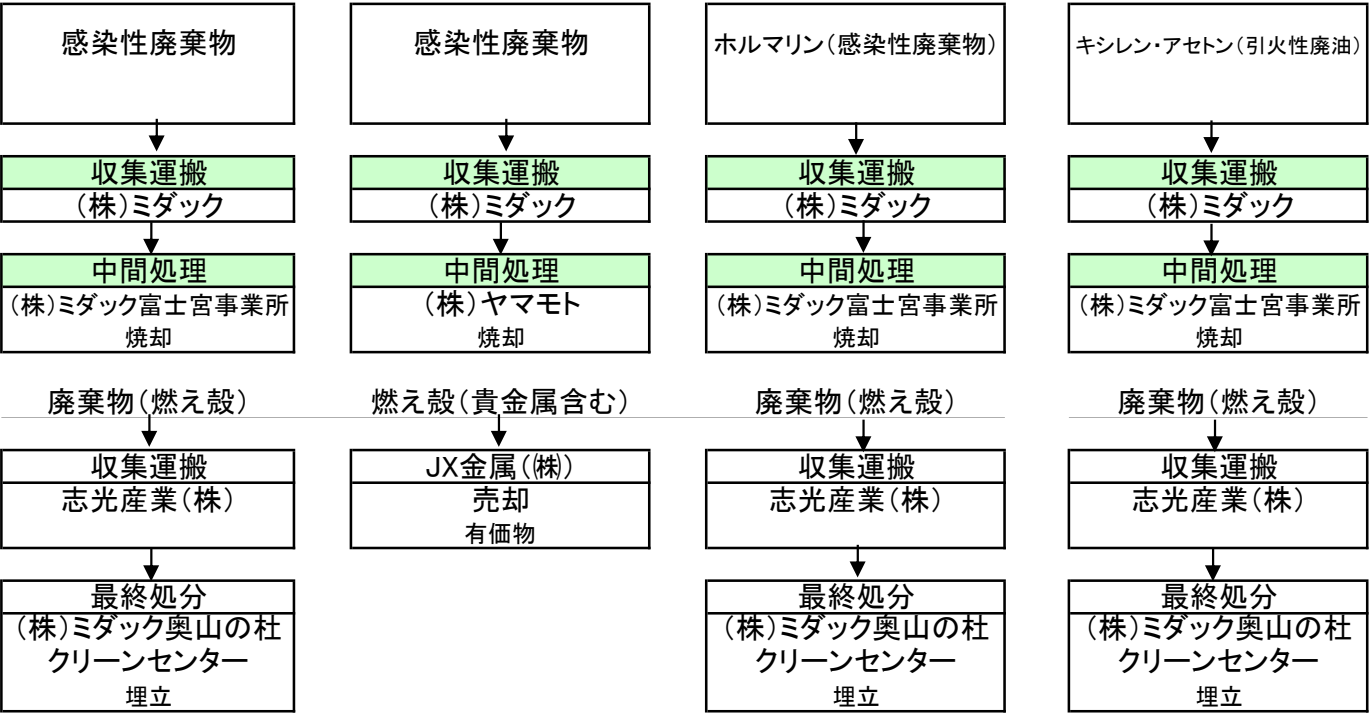 感染性廃棄物
収集運搬
(株)ミダック
中間処理
(株)ミダック富士宮事業所
焼却
廃棄物(燃え殻)
収集運搬
志光産業(株)
最終処分
(株)ミダック奥山の杜
クリーンセンター
埋立
感染性廃棄物
収集運搬
(株)ミダック
中間処理
(株)ヤマモト
焼却
燃え殻(貴金属含む)
JX金属(㈱)
売却
有価物
ホルマリン(感染性廃棄物)
収集運搬
(株)ミダック
中間処理
(株)ミダック富士宮事業所
焼却
廃棄物(燃え殻)
収集運搬
志光産業(株)
最終処分
(株)ミダック奥山の杜
クリーンセンター
埋立
キシレン・アセトン(引火性廃油)
収集運搬
(株)ミダック
中間処理
(株)ミダック富士宮事業所
焼却
廃棄物(燃え殻)
収集運搬
志光産業(株)
最終処分
(株)ミダック奥山の杜
クリーンセンター
埋立